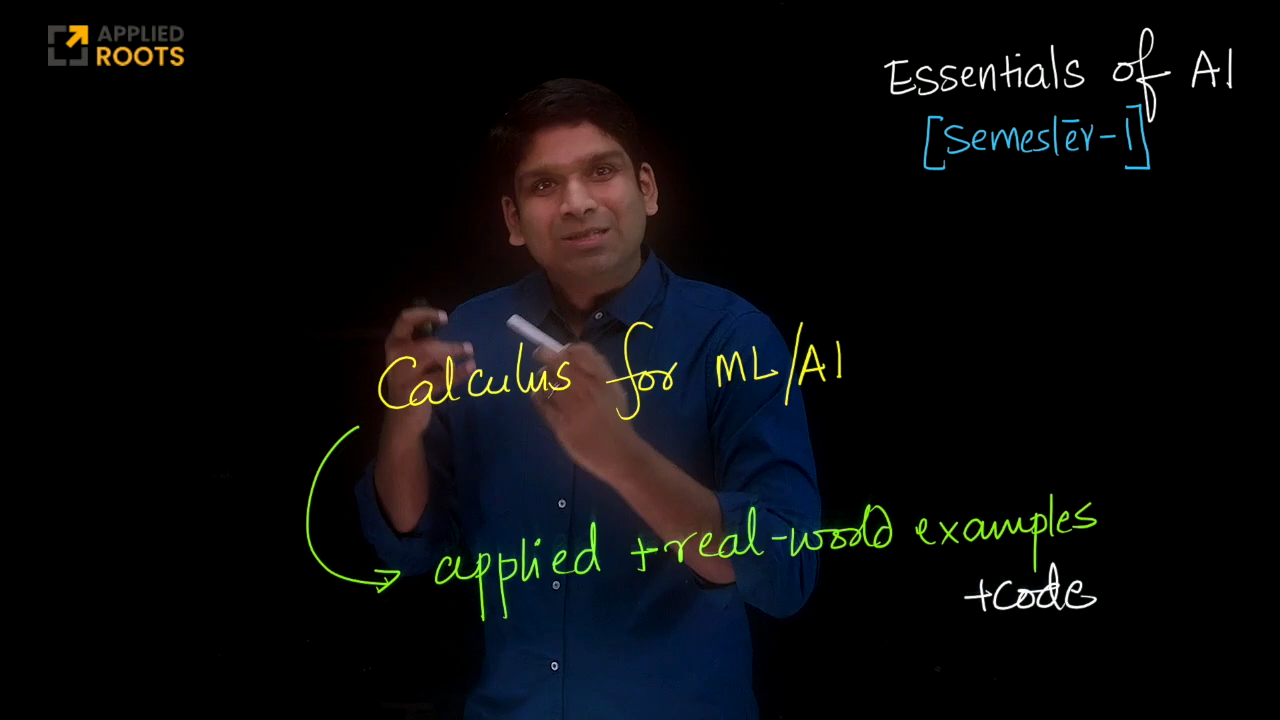 APPLIED
ROOTS
Essentials of AI
[Semester-1]
Calculus for ML/AI
applied + real-world examples
+code